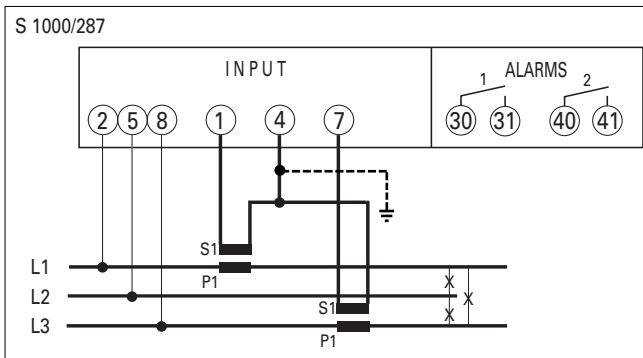 S 1000/287
INPUT
ALARMS
1 2
2 5 8 1 4 7 30 31 40 41
S1
L1
P1
L2
S1
L3
P1
X
X
X